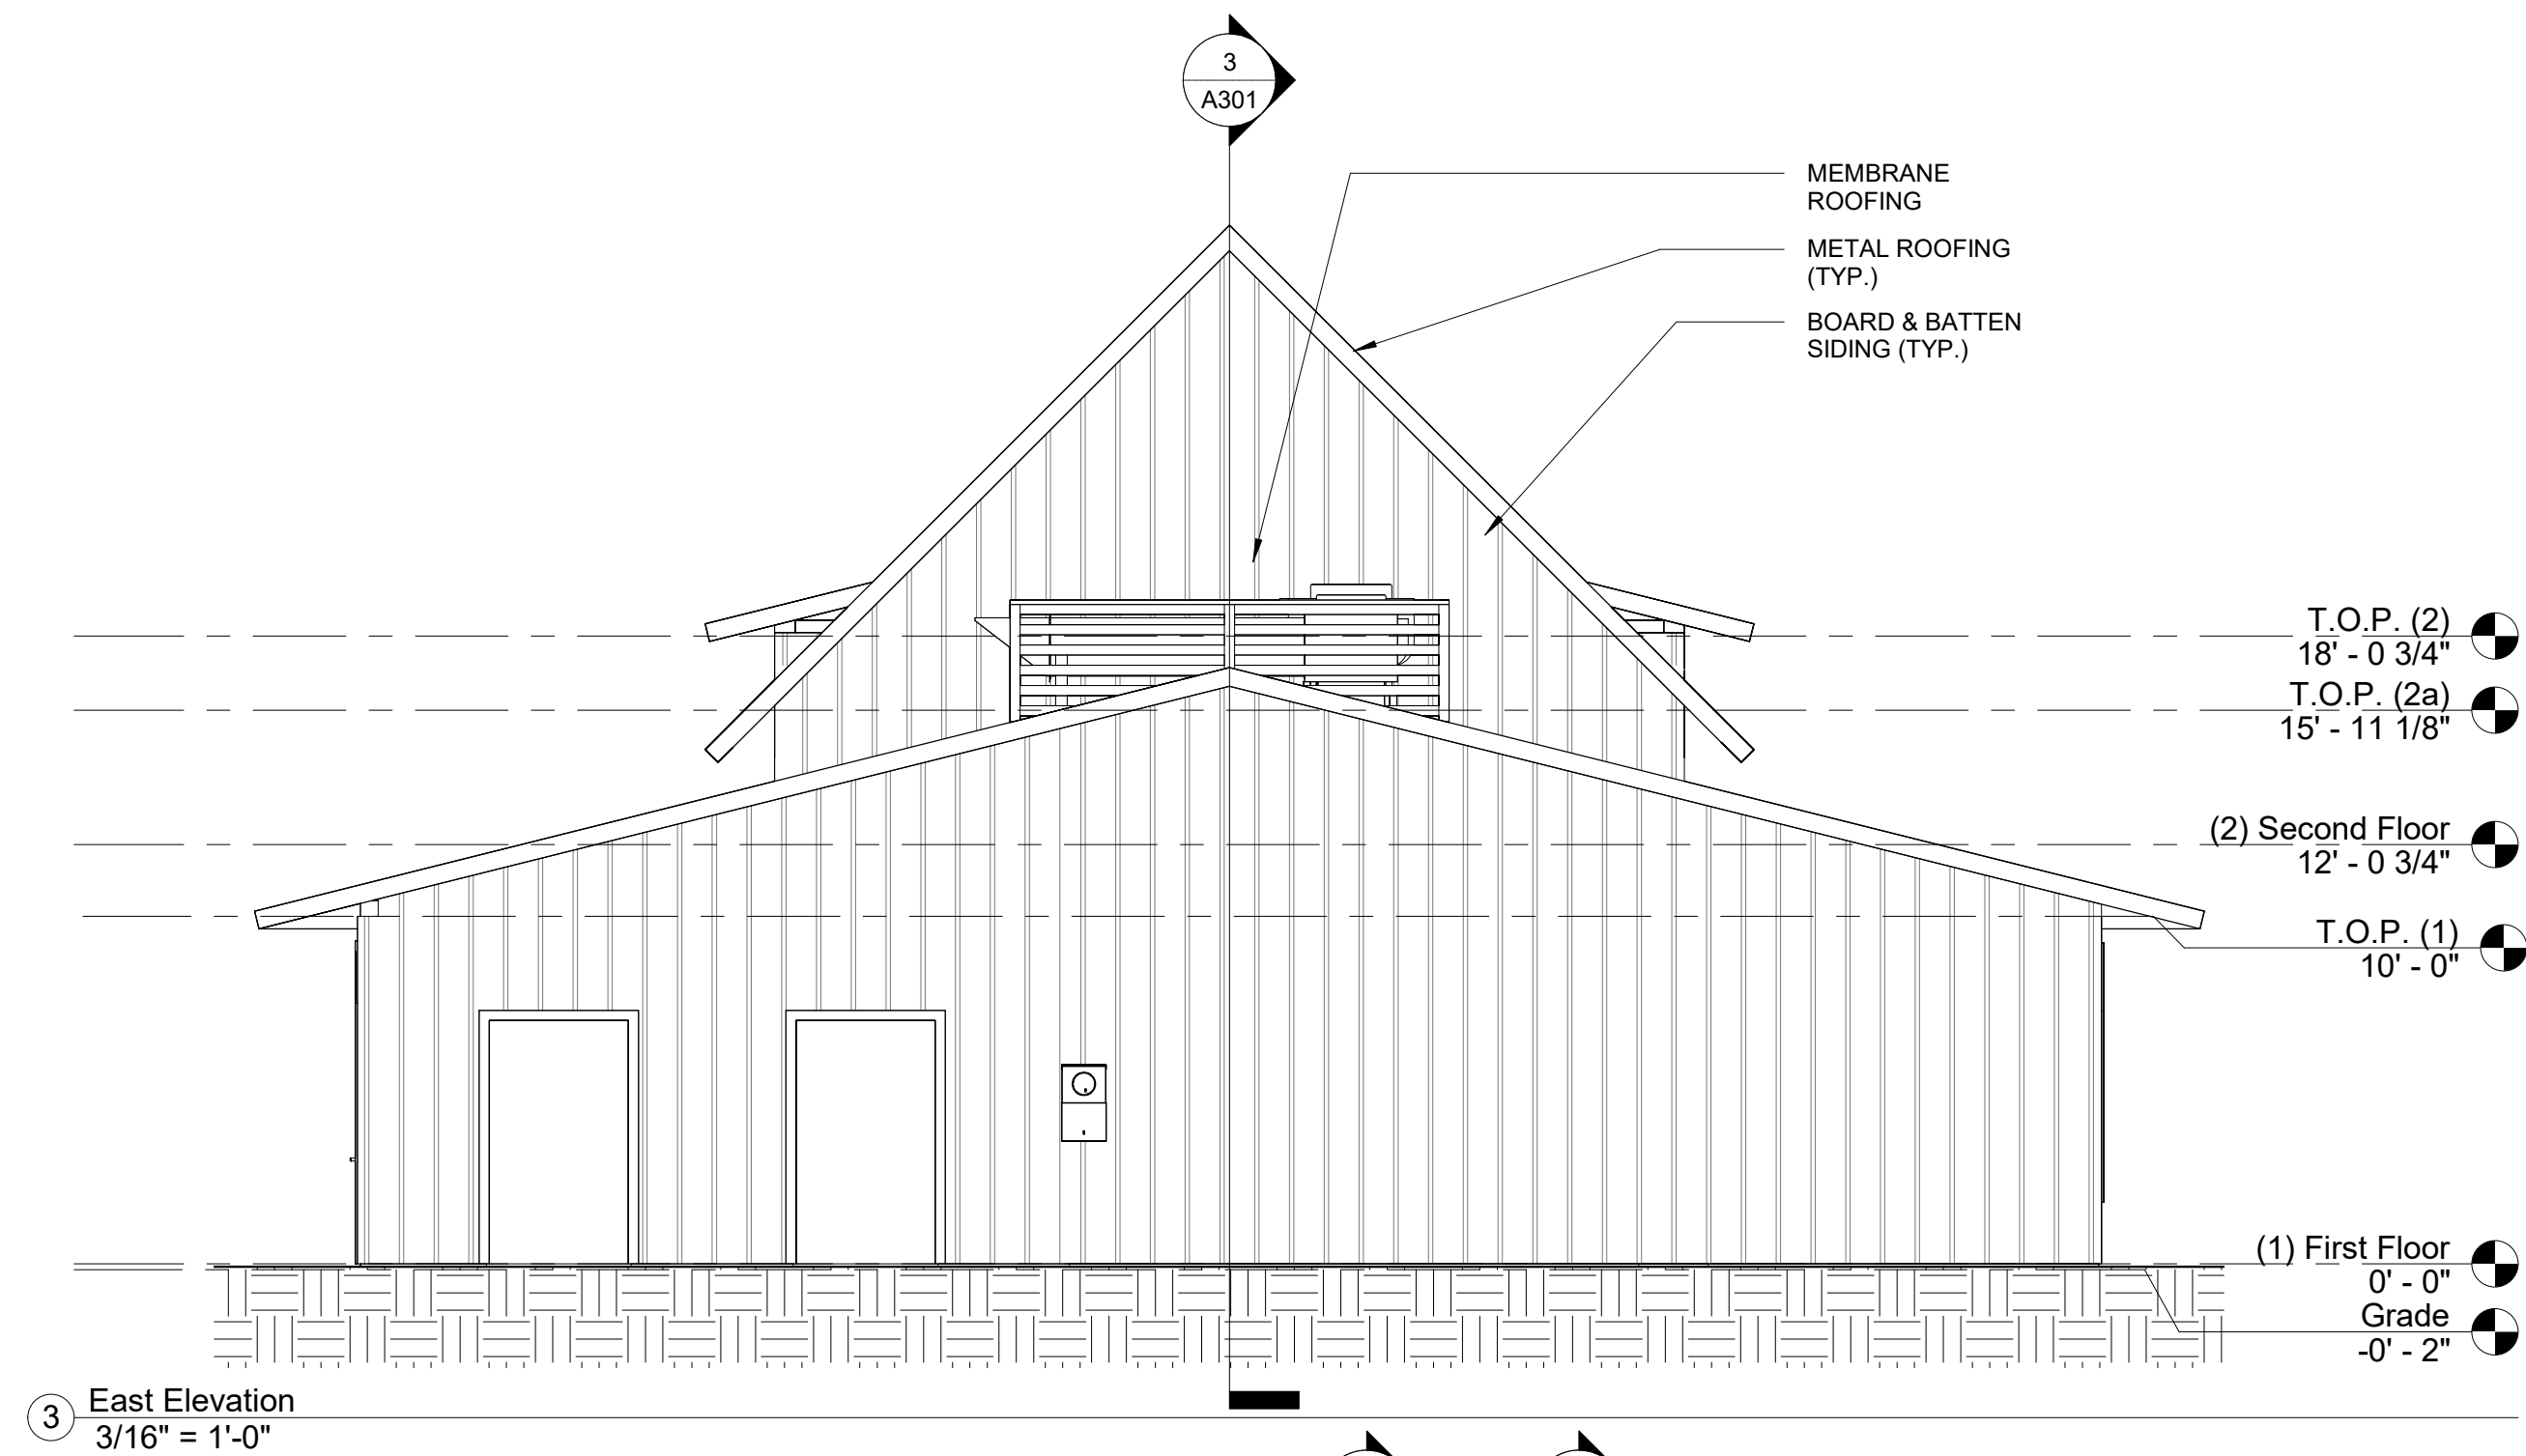 3
A301
MEMBRANE
ROOFING
METAL ROOFING
(TYP.)
BOARD & BATTEN
SIDING (TYP.)
T.O.P. (2)
18' - 0 3/4"
T.O.P. (2a)
15' - 11 1/8"
(2) Second Floor
12' - 0 3/4"
T.O.P. (1)
10' - 0"
(1) First Floor
0' - 0"
Grade
-0' - 2"
3
East Elevation
3/16" = 1'-0"